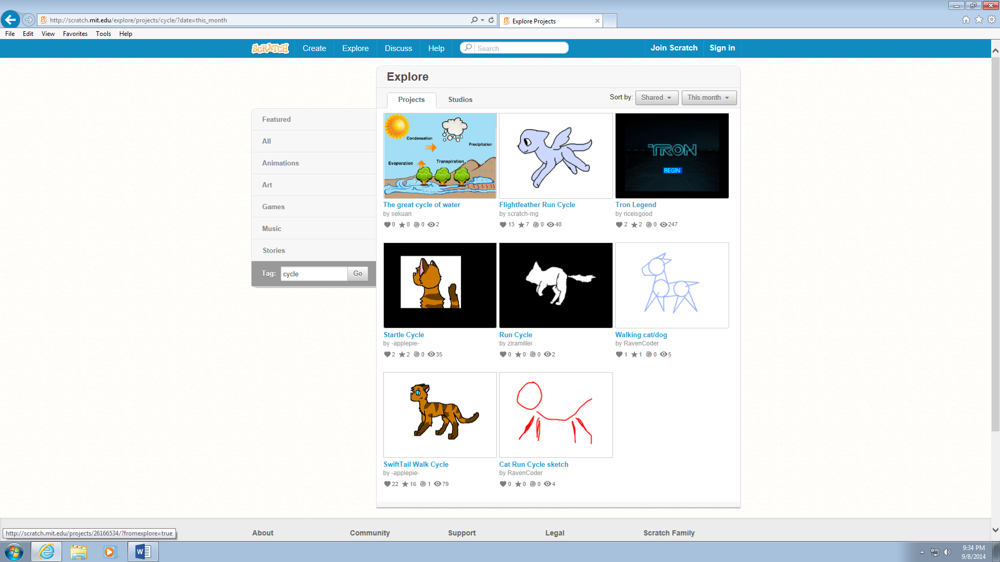 http://scratch.mit.edu/explore/projects/cycle/?date=this_month
Explore Projects
File Edit View Favorites Tools Help
SCRATCH Create Explore Discuss Help Search Join Scratch Sign in
Explore
Projects Studios Sort by: Shared This month
Featured
All
Animations
Art
Games
Music
Stories
Tag: cycle Go
Condensation
Precipitation
Evaporation
Transpiration
TRON
BEGIN
The great cycle of water
by sekuan
0 0 0 2
Flightfeather Run Cycle
by scratch-mg
13 7 0 40
Tron Legend
by riceisgood
2 2 0 247
Startle Cycle
by -applepie-
2 2 0 35
Run Cycle
by ziramiller
0 0 0 2
Walking cat/dog
by RavenCoder
1 1 0 5
SwiftTail Walk Cycle
by -applepie-
22 16 1 79
Cat Run Cycle sketch
by RavenCoder
0 0 0 4
About Community Support Legal Scratch Family
http://scratch.mit.edu/projects/26166534/?fromexplore=true
9:34 PM
9/8/2014